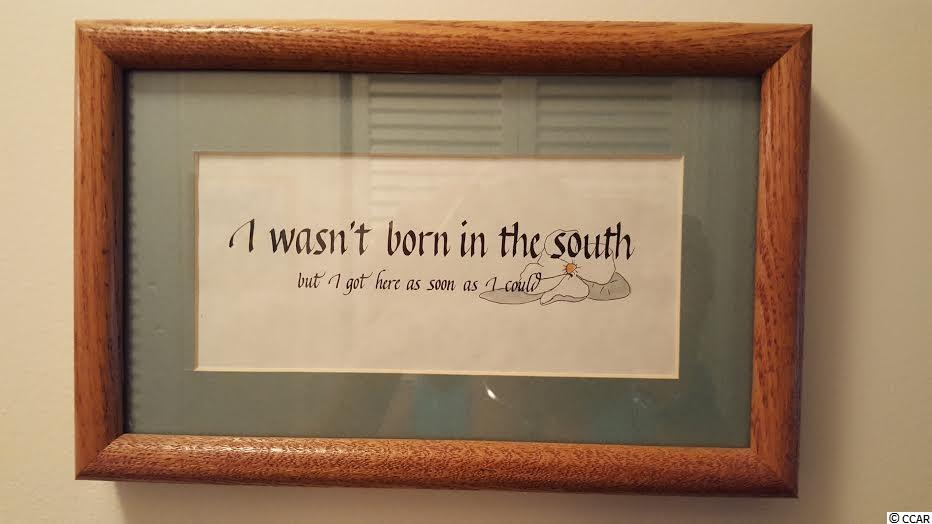 I wasn't born in the south
but I got here as soon as I could
© CCAR